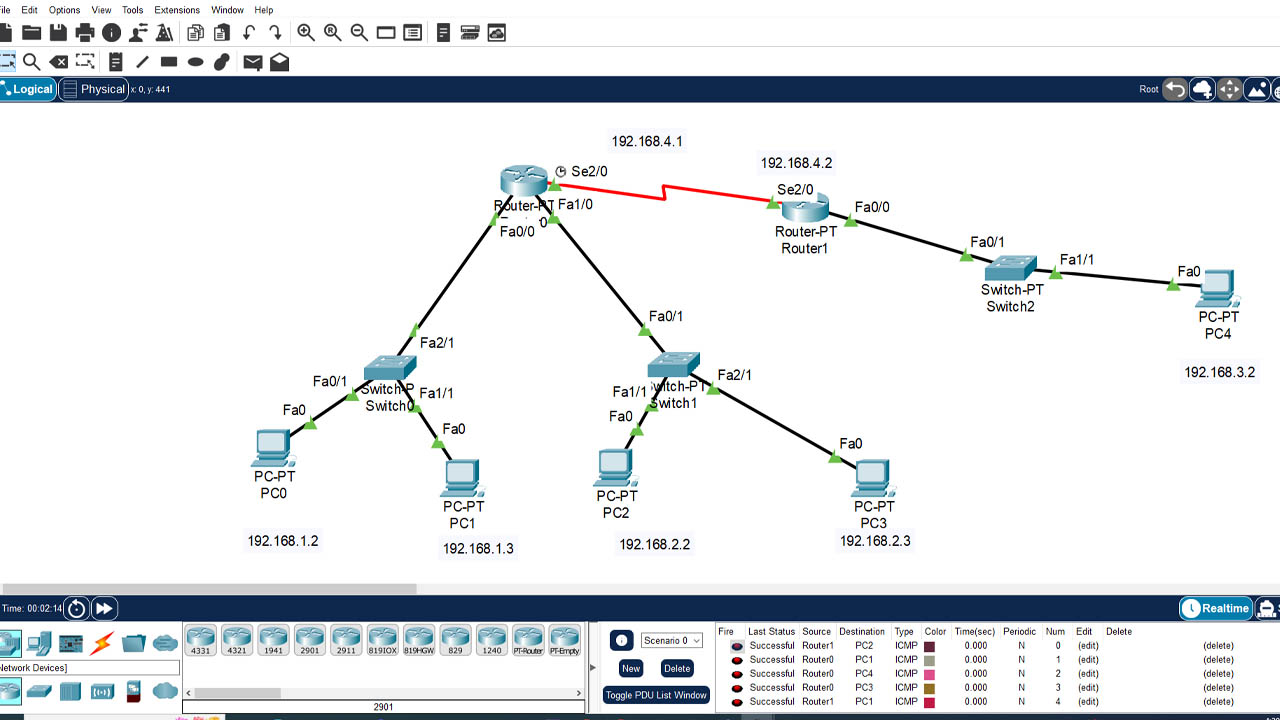 File Edit Options View Tools Extensions Window Help
Logical Physical x: 0, y: 441 Root
192.168.4.1
192.168.4.2
Se2/0
Se2/0
Router-PT
Fa1/0
Fa0/0
Fa0/0
Router-PT
Router1
Fa0/1
Fa1/1
Fa0
Switch-PT
Switch2
PC-PT
PC4
192.168.3.2
Fa0/1
Fa2/1
Fa0/1
Fa1/1
Switch0
Fa0
Fa0
PC-PT
PC0
PC-PT
PC1
192.168.1.2
192.168.1.3
Fa2/1
Fa1/1
Switch1
Fa0
Fa0
PC-PT
PC2
PC-PT
PC3
192.168.2.2
192.168.2.3
Time: 00:02:14 Realtime
4331 4321 1941 2901 2911 819IOX 819HGW 829 1240 PT-Router PT-Empty
[Network Devices]
2901
Scenario 0
New Delete
Toggle PDU List Window
Fire Last Status Source Destination Type Color Time(sec) Periodic Num Edit Delete
Successful Router1 PC2 ICMP 0.000 N 0 (edit) (delete)
Successful Router0 PC1 ICMP 0.000 N 1 (edit) (delete)
Successful Router0 PC4 ICMP 0.000 N 2 (edit) (delete)
Successful Router0 PC3 ICMP 0.000 N 3 (edit) (delete)
Successful Router1 PC1 ICMP 0.000 N 4 (edit) (delete)